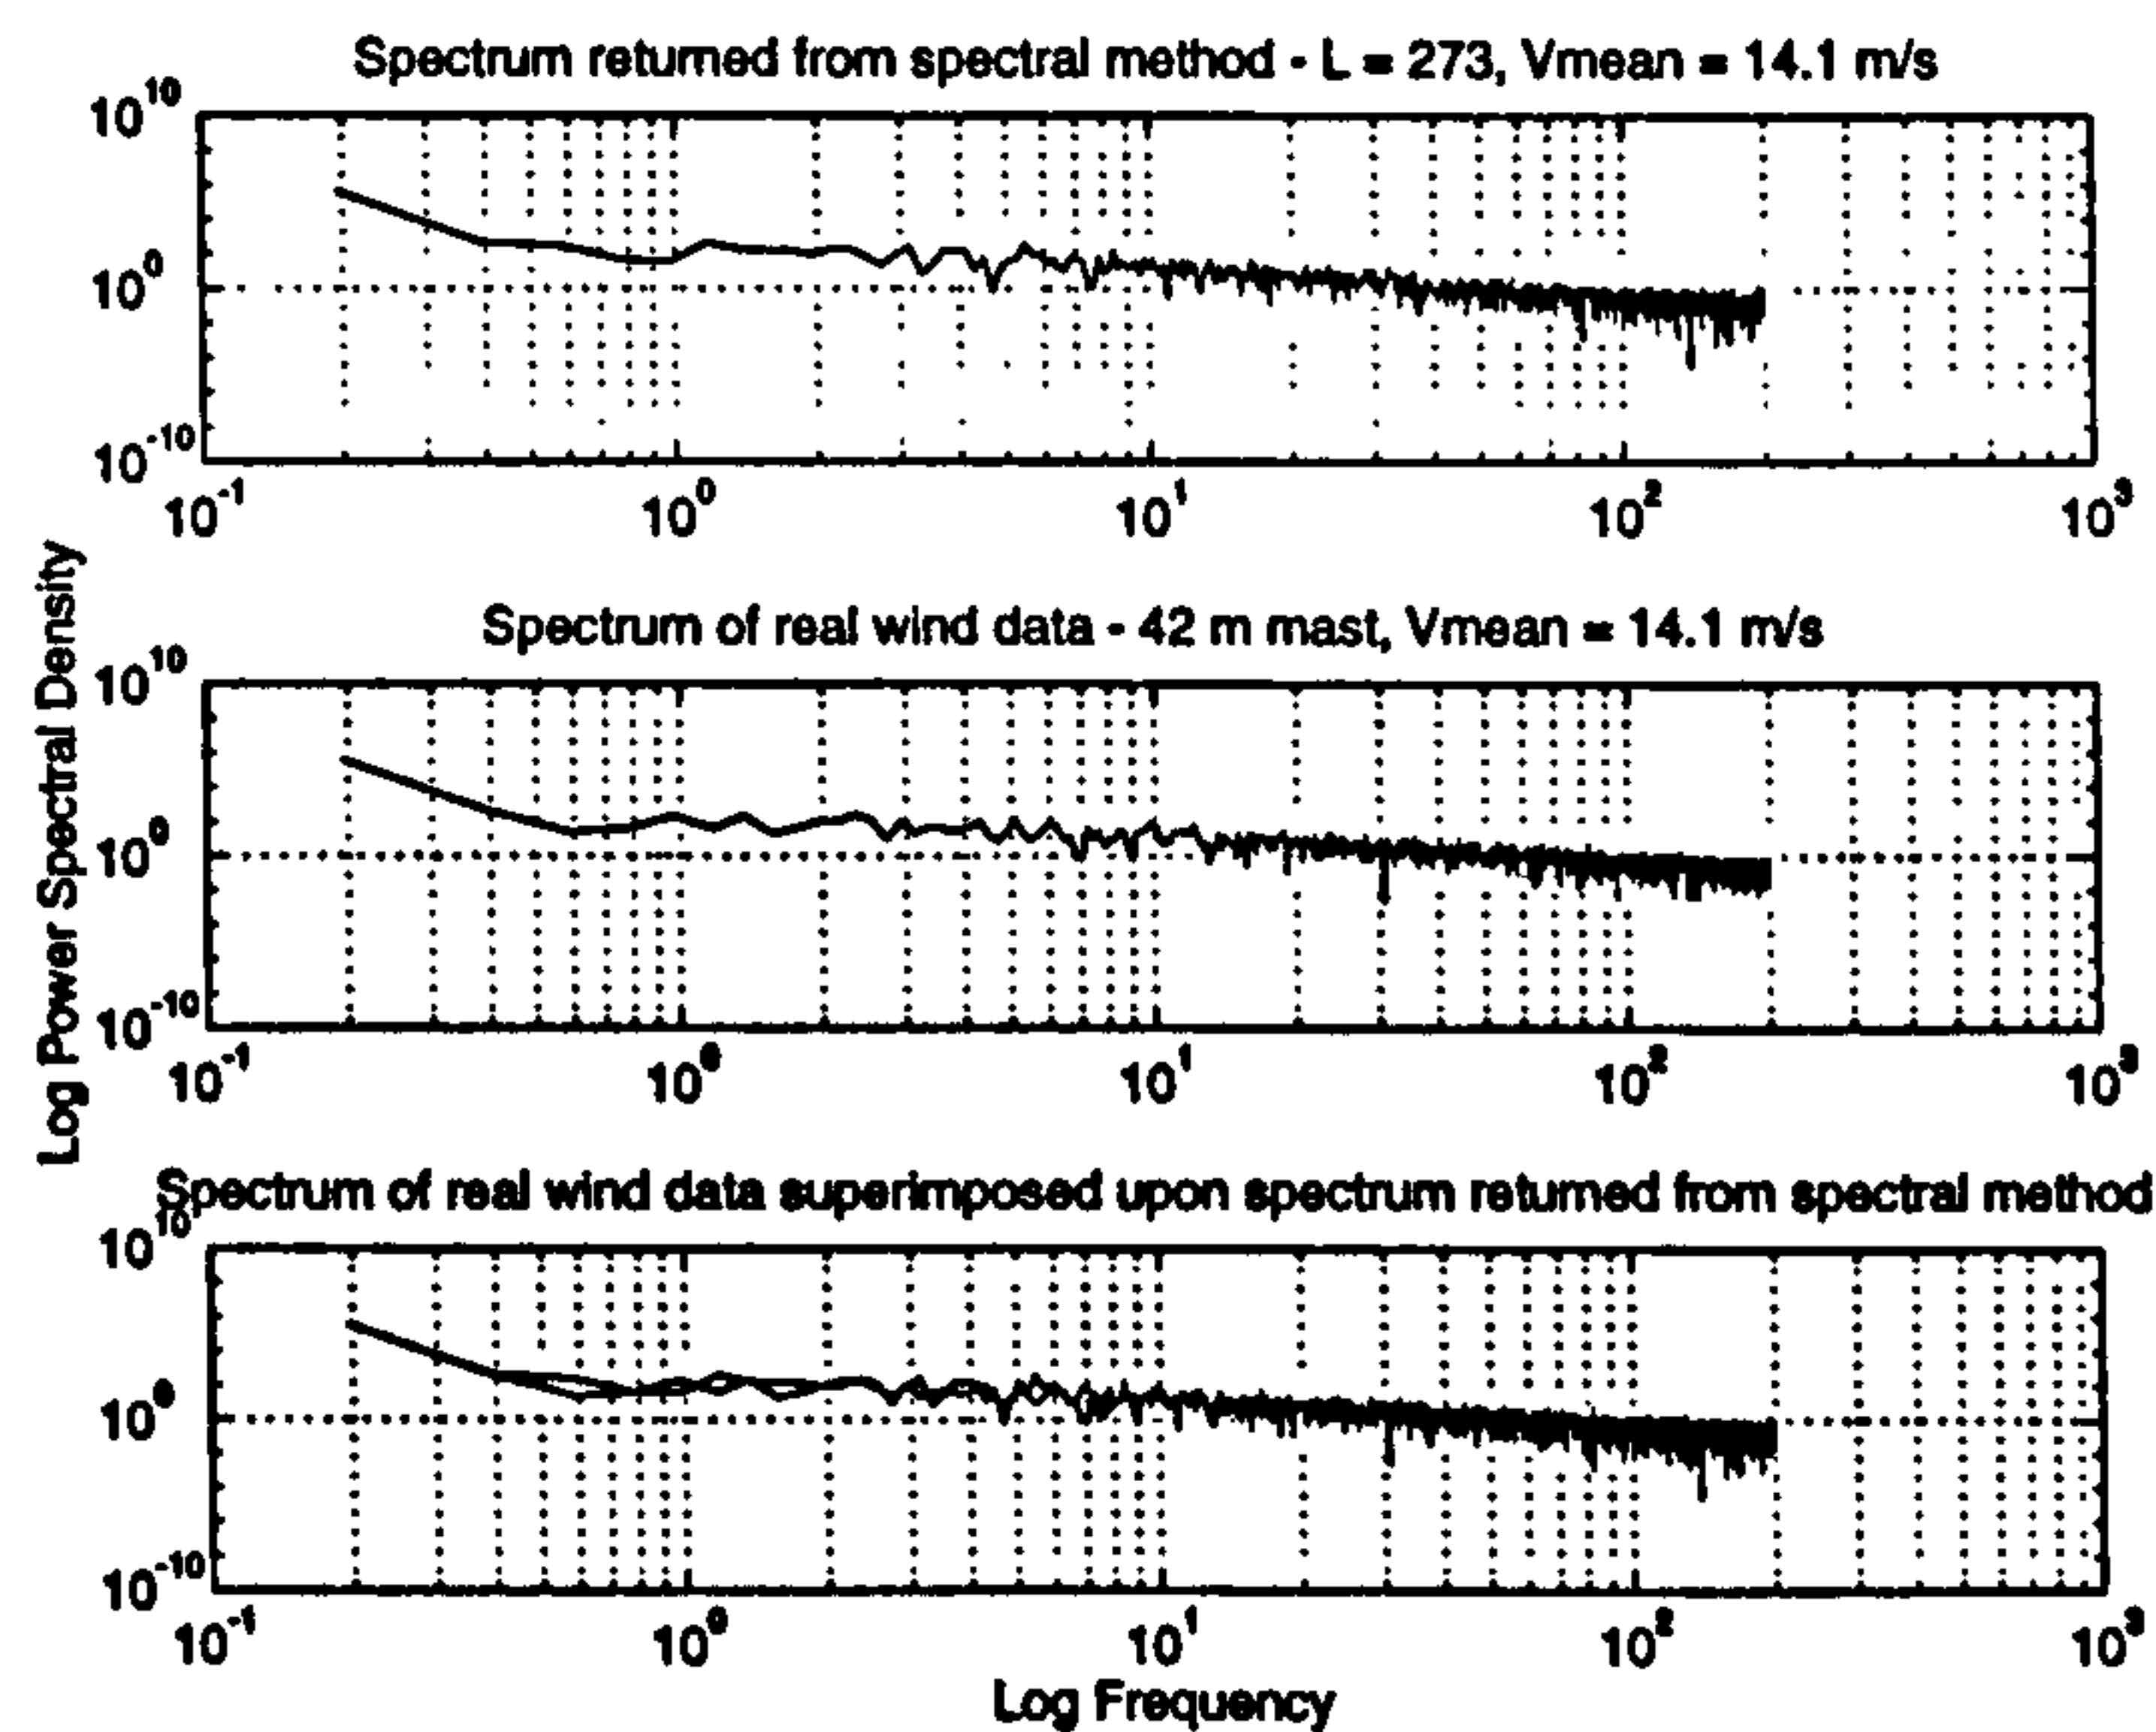 Spectrum returned from spectral method - L = 273, Vmean = 14.1 m/s
10^10
10^0
10^-10
10^-1 10^0 10^1 10^2 10^3
Log Power Spectral Density
Spectrum of real wind data - 42 m mast, Vmean = 14.1 m/s
10^10
10^0
10^-10
10^-1 10^0 10^1 10^2 10^3
Spectrum of real wind data superimposed upon spectrum returned from spectral method
10^10
10^0
10^-10
10^-1 10^0 10^1 10^2 10^3
Log Frequency